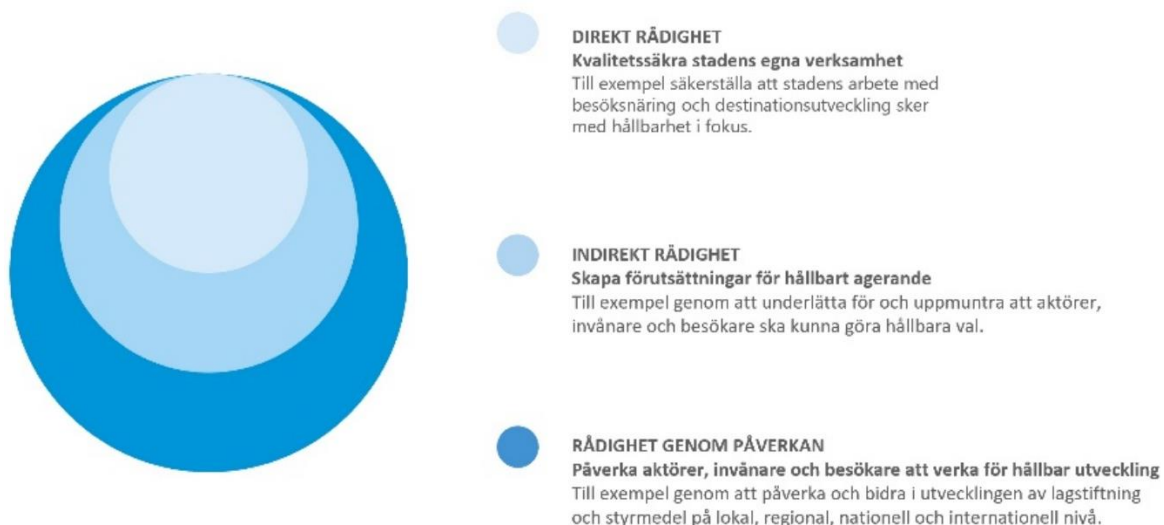 DIREKT RÅDIGHET
Kvalitetssäkra stadens egna verksamhet
Till exempel säkerställa att stadens arbete med
besöksnäring och destinationsutveckling sker
med hållbarhet i fokus.
INDIREKT RÅDIGHET
Skapa förutsättningar för hållbart agerande
Till exempel genom att underlätta för och uppmuntra att aktörer,
invånare och besökare ska kunna göra hållbara val.
RÅDIGHET GENOM PÅVERKAN
Påverka aktörer, invånare och besökare att verka för hållbar utveckling
Till exempel genom att påverka och bidra i utvecklingen av lagstiftning
och styrmedel på lokal, regional, nationell och internationell nivå.